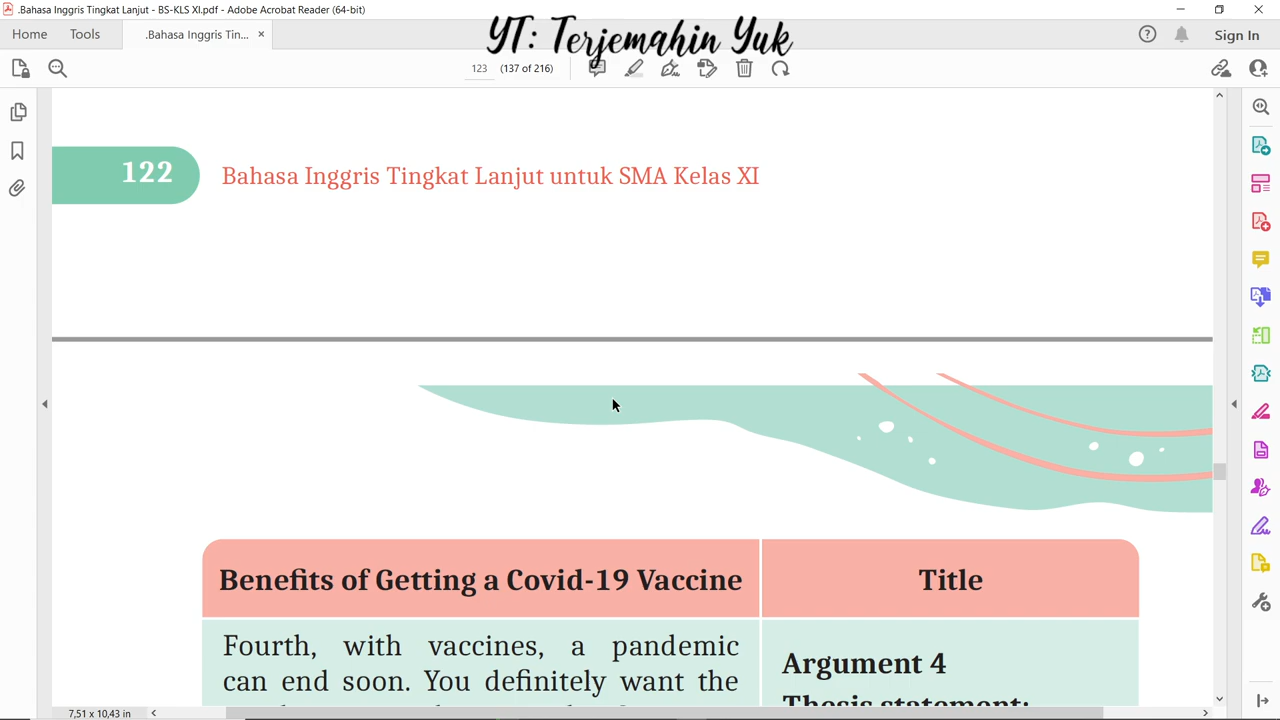 .Bahasa Inggris Tingkat Lanjut - BS-KLS XI.pdf - Adobe Acrobat Reader (64-bit)
Home Tools .Bahasa Inggris Tin... × Sign In
YT: Terjemahin Yuk
123 (137 of 216)
122 Bahasa Inggris Tingkat Lanjut untuk SMA Kelas XI
Benefits of Getting a Covid-19 Vaccine
Title
Fourth, with vaccines, a pandemic
can end soon. You definitely want the
Argument 4
Thesis statement:
7,51 x 10,43 in